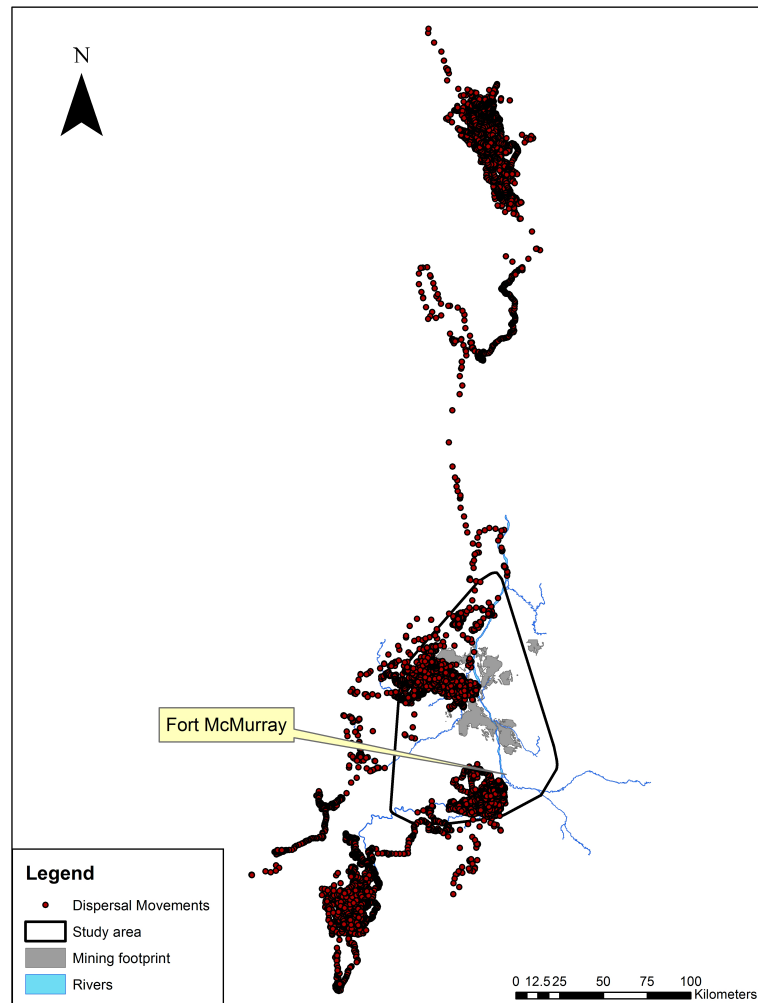 N
Fort McMurray
Legend
Dispersal Movements
Study area
Mining footprint
Rivers
0 12.5 25 50 75 100
Kilometers